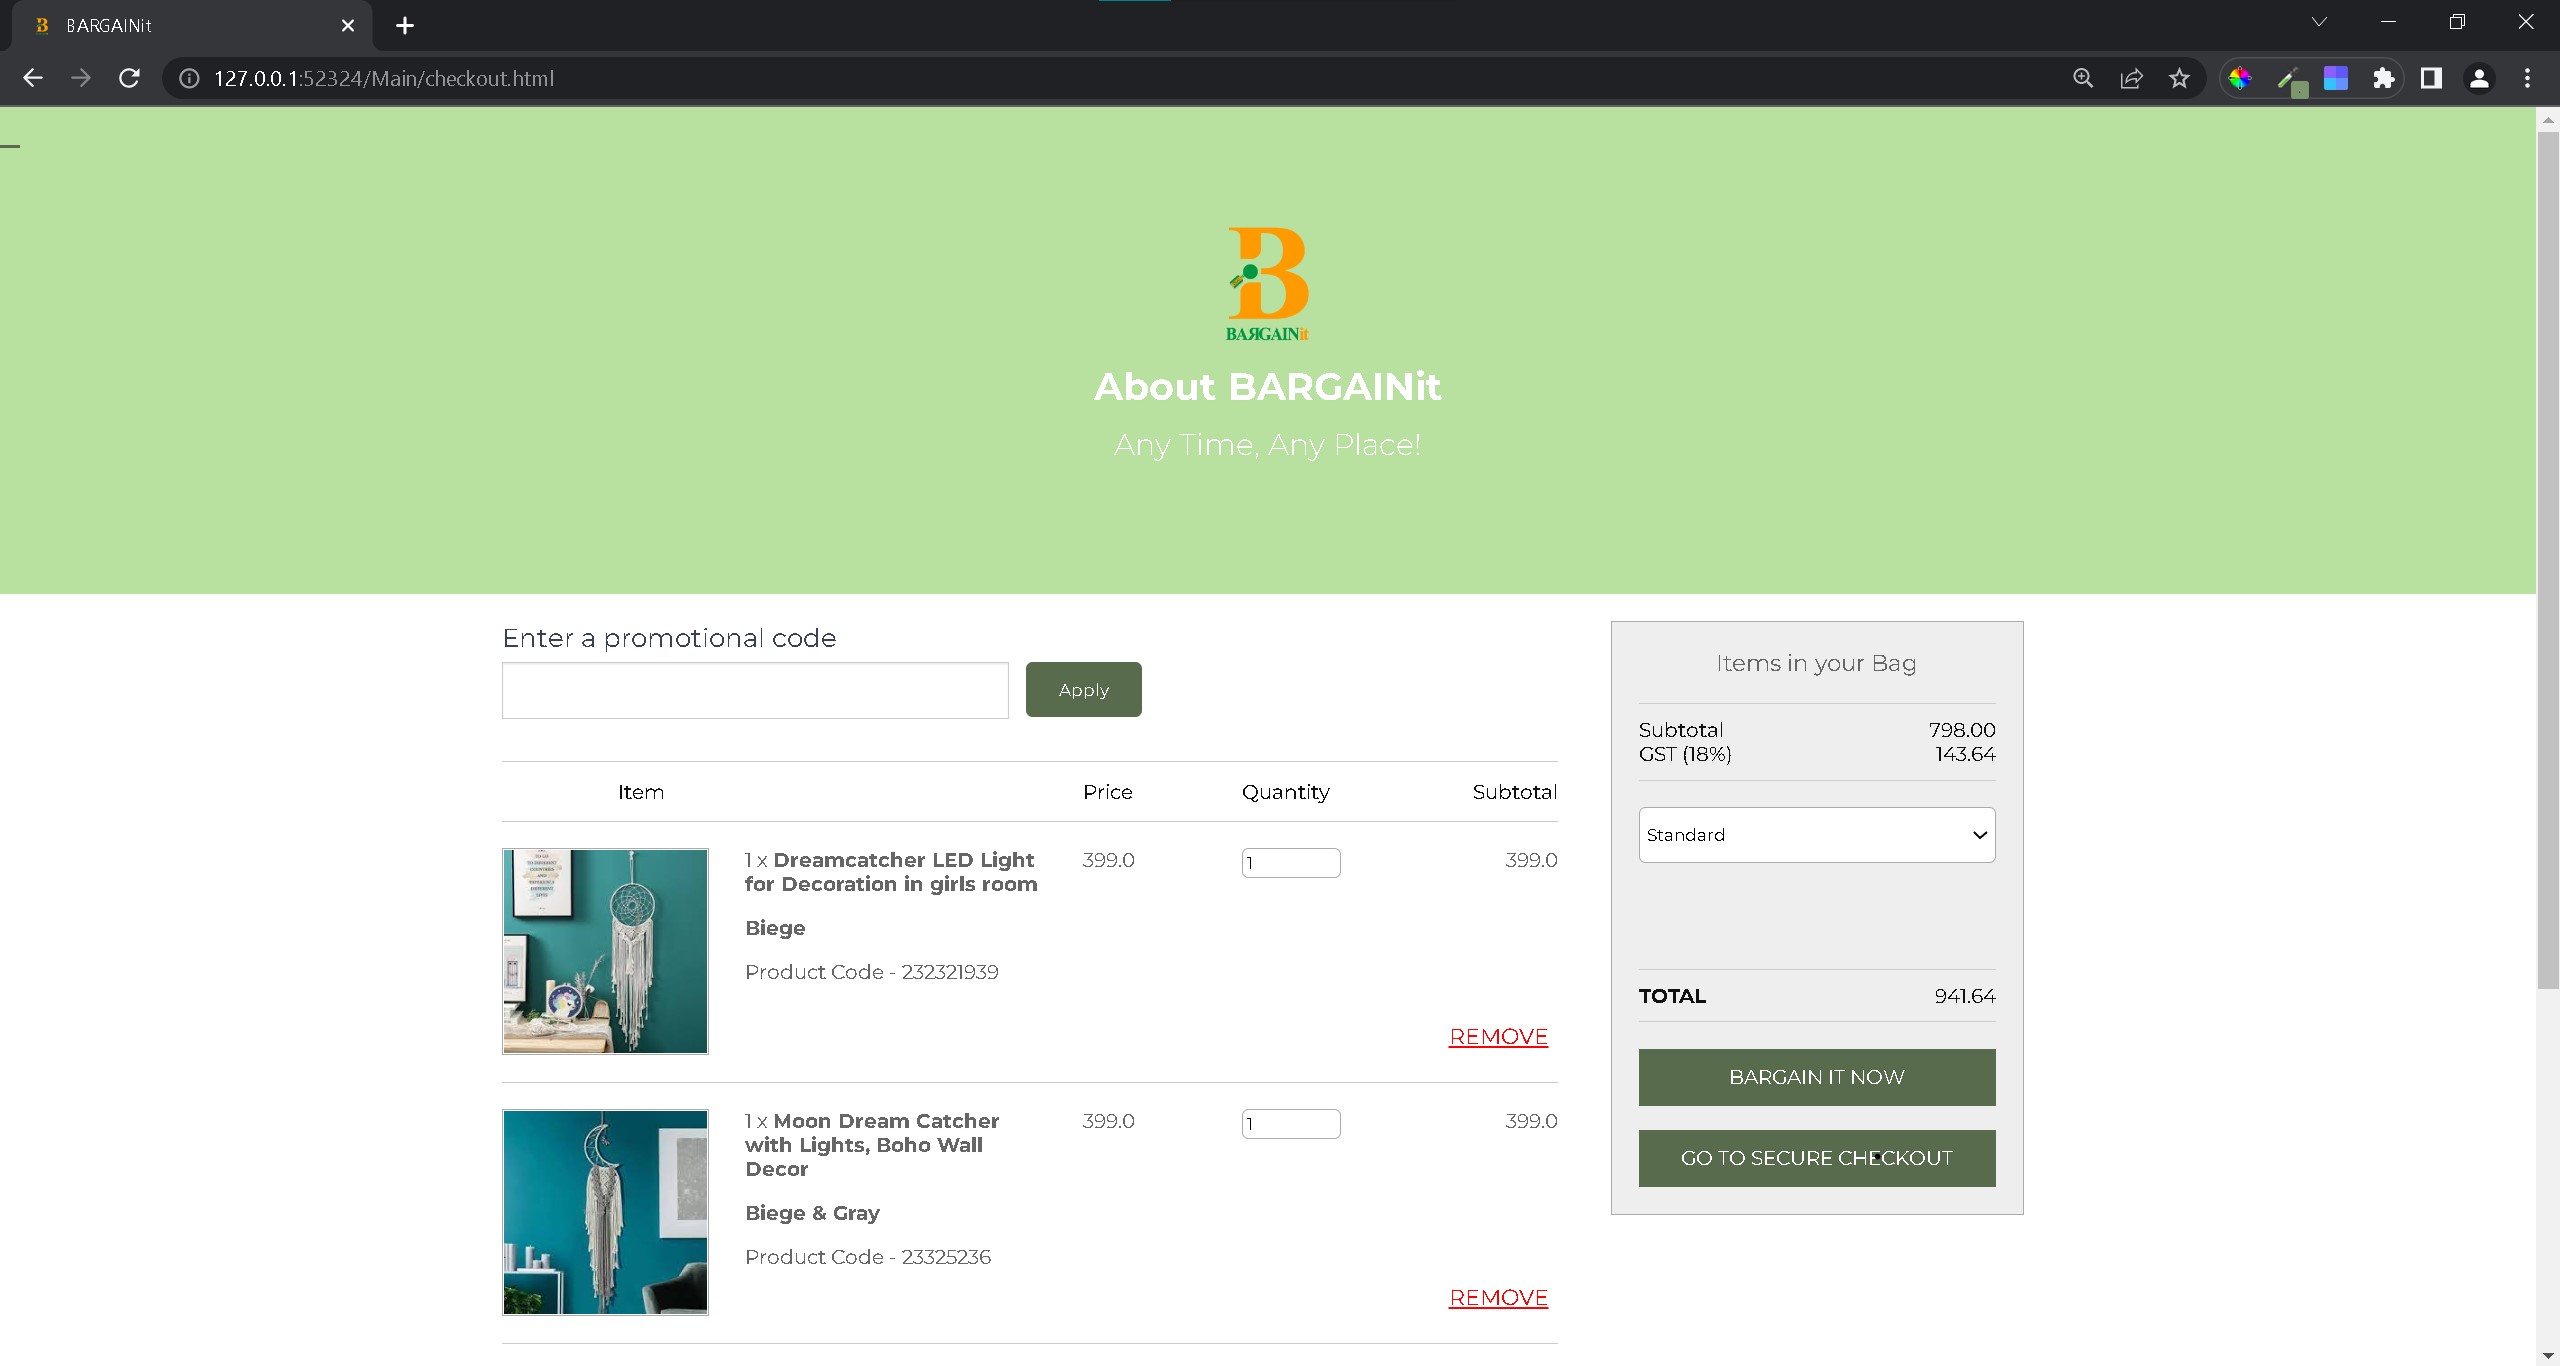 BARGAINit
127.0.0.1:52324/Main/checkout.html
BARGAINit
About BARGAINit
Any Time, Any Place!
Enter a promotional code
Apply
Item Price Quantity Subtotal
1 x Dreamcatcher LED Light 399.0 1 399.0
for Decoration in girls room
Biege
Product Code - 232321939
REMOVE
1 x Moon Dream Catcher 399.0 1 399.0
with Lights, Boho Wall
Decor
Biege & Gray
Product Code - 23325236
REMOVE
Items in your Bag
Subtotal 798.00
GST (18%) 143.64
Standard
TOTAL 941.64
BARGAIN IT NOW
GO TO SECURE CHECKOUT